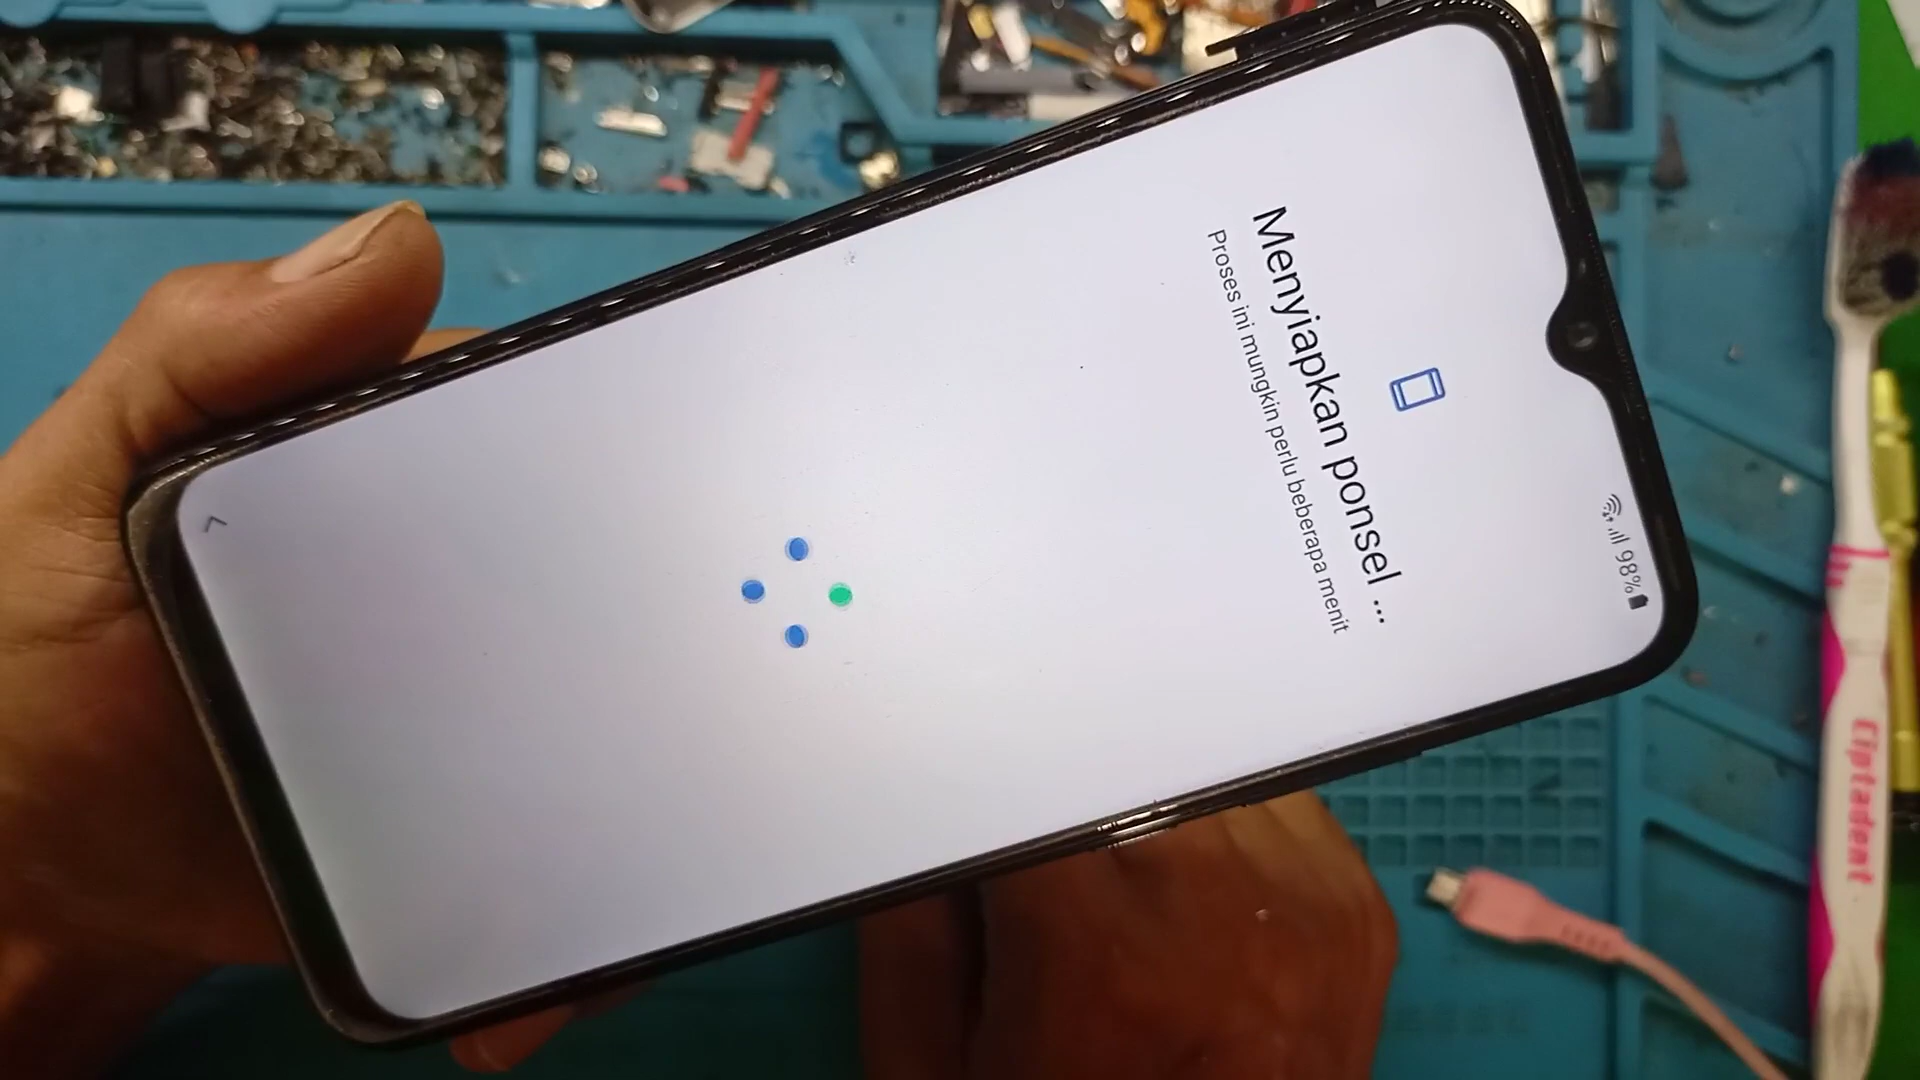 98%
Menyiapkan ponsel ...
Proses ini mungkin perlu beberapa menit
Ciptadent